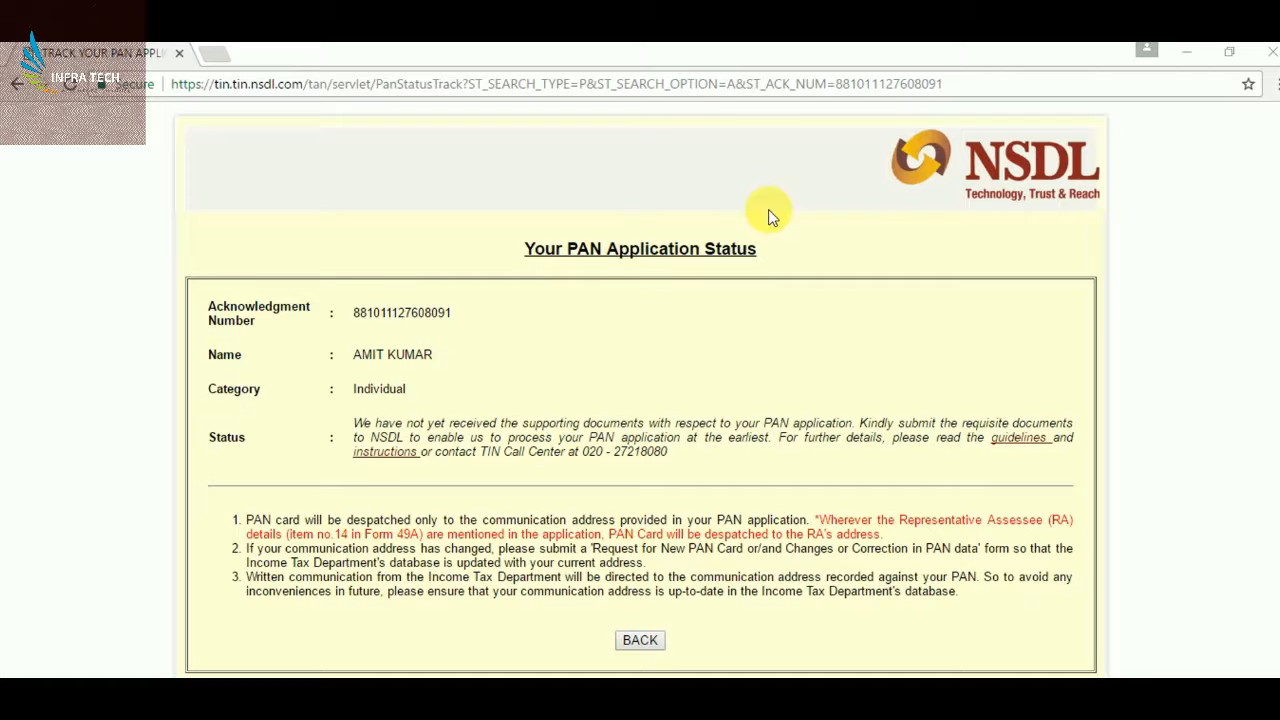 TRACK YOUR PAN APPLI
INFRA TECH
Secure https://tin.tin.nsdl.com/tan/servlet/PanStatusTrack?ST_SEARCH_TYPE=P&ST_SEARCH_OPTION=A&ST_ACK_NUM=881011127608091
NSDL
Technology, Trust & Reach
Your PAN Application Status
Acknowledgment
Number : 881011127608091
Name : AMIT KUMAR
Category : Individual
We have not yet received the supporting documents with respect to your PAN application. Kindly submit the requisite documents
Status : to NSDL to enable us to process your PAN application at the earliest. For further details, please read the guidelines and
instructions or contact TIN Call Center at 020 - 27218080
1. PAN card will be despatched only to the communication address provided in your PAN application. *Wherever the Representative Assessee (RA)
details (item no.14 in Form 49A) are mentioned in the application, PAN Card will be despatched to the RA's address.
2. If your communication address has changed, please submit a 'Request for New PAN Card or/and Changes or Correction in PAN data' form so that the
Income Tax Department's database is updated with your current address.
3. Written communication from the Income Tax Department will be directed to the communication address recorded against your PAN. So to avoid any
inconveniences in future, please ensure that your communication address is up-to-date in the Income Tax Department's database.
BACK